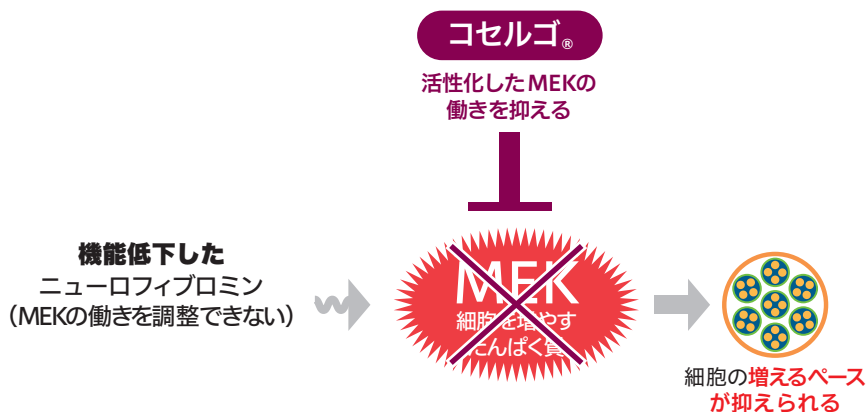 コセルゴ®
活性化したMEKの
働きを抑える
機能低下した
ニューロフィブロミン
（MEKの働きを調整できない）
MEK
細胞を増やす
たんぱく質
細胞の増えるペース
が抑えられる